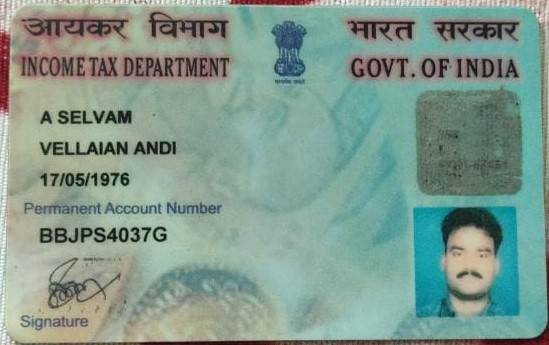 आयकर विभाग
भारत सरकार
INCOME TAX DEPARTMENT
GOVT. OF INDIA
A SELVAM
VELLAIAN ANDI
17/05/1976
Permanent Account Number
BBJPS4037G
Signature